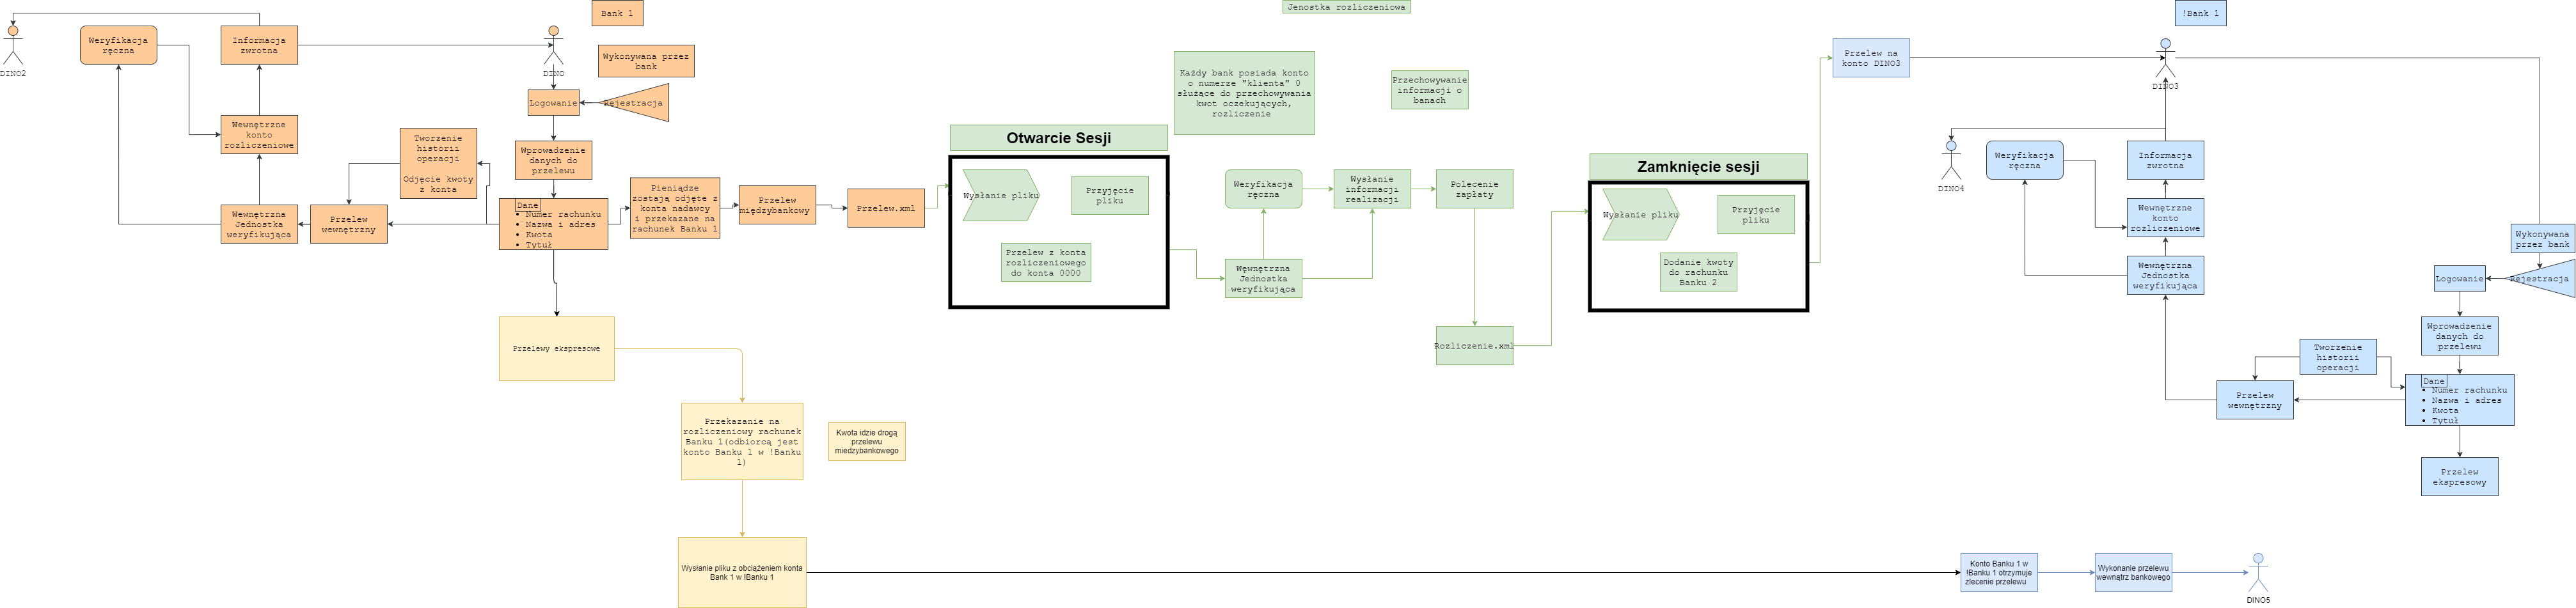 Bank 1
Jenostka rozliczeniowa
!Bank 1
DINO2
Weryfikacja
ręczna
Informacja
zwrotna
DINO
Wykonywana przez
bank
Logowanie
Rejestracja
Wewnętrzne
konto
rozliczeniowe
Tworzenie
historii
operacji
Odjęcie kwoty
z konta
Wprowadzenie
danych do
przelewu
Wewnętrzna
Jednostka
weryfikująca
Przelew
wewnętrzny
Dane
• Numer rachunku
• Nazwa i adres
• Kwota
• Tytuł
Pieniądze
zostają odjęte z
konta nadawcy
i przekazane na
rachunek Banku 1
Przelew
międzybankowy
Przelew.xml
Przelewy ekspresowe
Przekazanie na
rozliczeniowy rachunek
Banku 1(odbiorcą jest
konto Banku 1 w !Banku
1)
Kwota idzie drogą
przelewu
miedzybankowego
Wysłanie pliku z obciążeniem konta
Bank 1 w !Banku 1
Każdy bank posiada konto
o numerze "klienta" 0
służące do przechowywania
kwot oczekujących,
rozliczenie
Przechowywanie
informacji o
banach
Otwarcie Sesji
Wysłanie pliku
Przyjęcie
pliku
Przelew z konta
rozliczeniowego
do konta 0000
Weryfikacja
ręczna
Wysłanie
informacji
realizacji
Polecenie
zapłaty
Węwnętrzna
Jednostka
weryfikująca
Rozliczenie.xml
Zamknięcie sesji
Wysłanie pliku
Przyjęcie
pliku
Dodanie kwoty
do rachunku
Banku 2
Przelew na
konto DINO3
DINO3
DINO4
Weryfikacja
ręczna
Informacja
zwrotna
Wewnętrzne
konto
rozliczeniowe
Wewnętrzna
Jednostka
weryfikująca
Wykonywana
przez bank
Logowanie
Rejestracja
Wprowadzenie
danych do
przelewu
Tworzenie
historii
operacji
Przelew
wewnętrzny
Dane
• Numer rachunku
• Nazwa i adres
• Kwota
• Tytuł
Przelew
ekspresowy
Konto Banku 1 w
!Banku 1 otrzymuje
zlecenie przelewu
Wykonanie przelewu
wewnątrz bankowego
DINO5